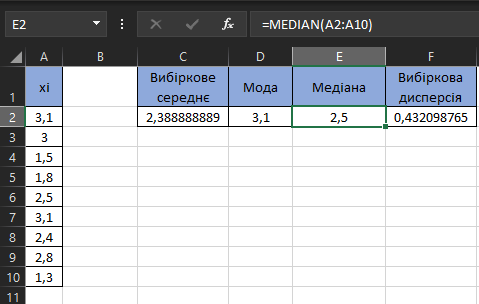 E2 fx =MEDIAN(A2:A10)
A B C D E F
1 xi Вибіркове середнє Мода Медіана Вибіркова дисперсія
2 3,1 2,388888889 3,1 2,5 0,432098765
3 3
4 1,5
5 1,8
6 2,5
7 3,1
8 2,4
9 2,8
10 1,3
11